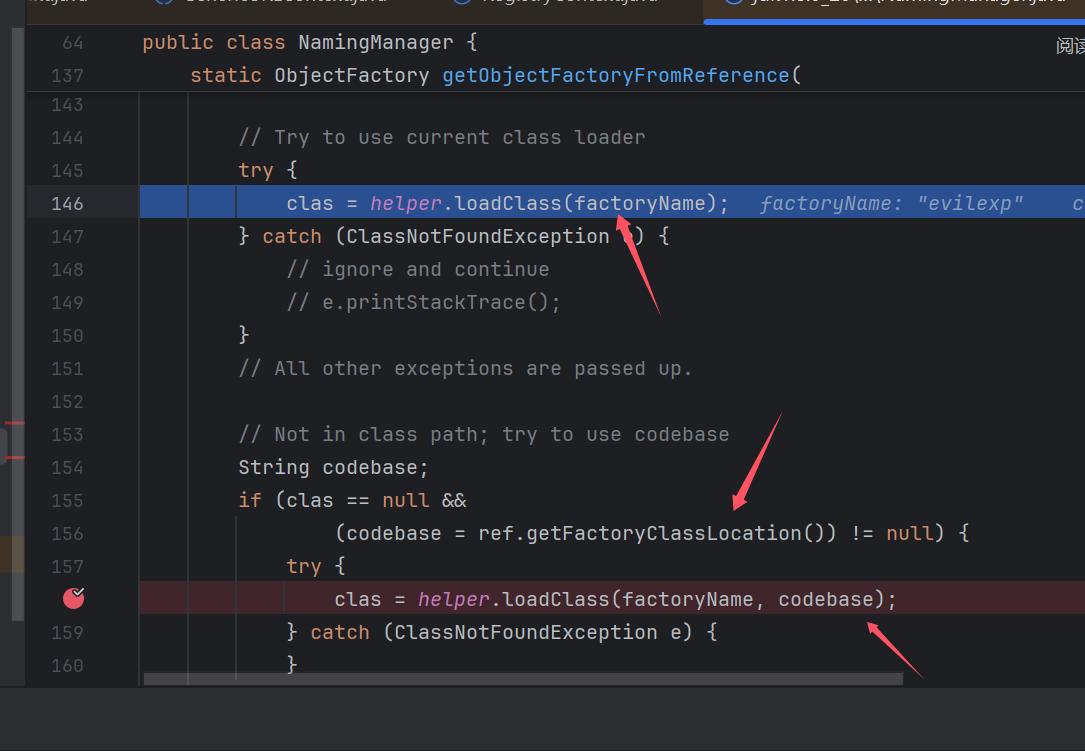 64 public class NamingManager {
阅读
137 static ObjectFactory getObjectFactoryFromReference(
143
144 // Try to use current class loader
145 try {
146 clas = helper.loadClass(factoryName); factoryName: "evilexp" c
147 } catch (ClassNotFoundException e) {
148 // ignore and continue
149 // e.printStackTrace();
150 }
151 // All other exceptions are passed up.
152
153 // Not in class path; try to use codebase
154 String codebase;
155 if (clas == null &&
156 (codebase = ref.getFactoryClassLocation()) != null) {
157 try {
clas = helper.loadClass(factoryName, codebase);
159 } catch (ClassNotFoundException e) {
160 }